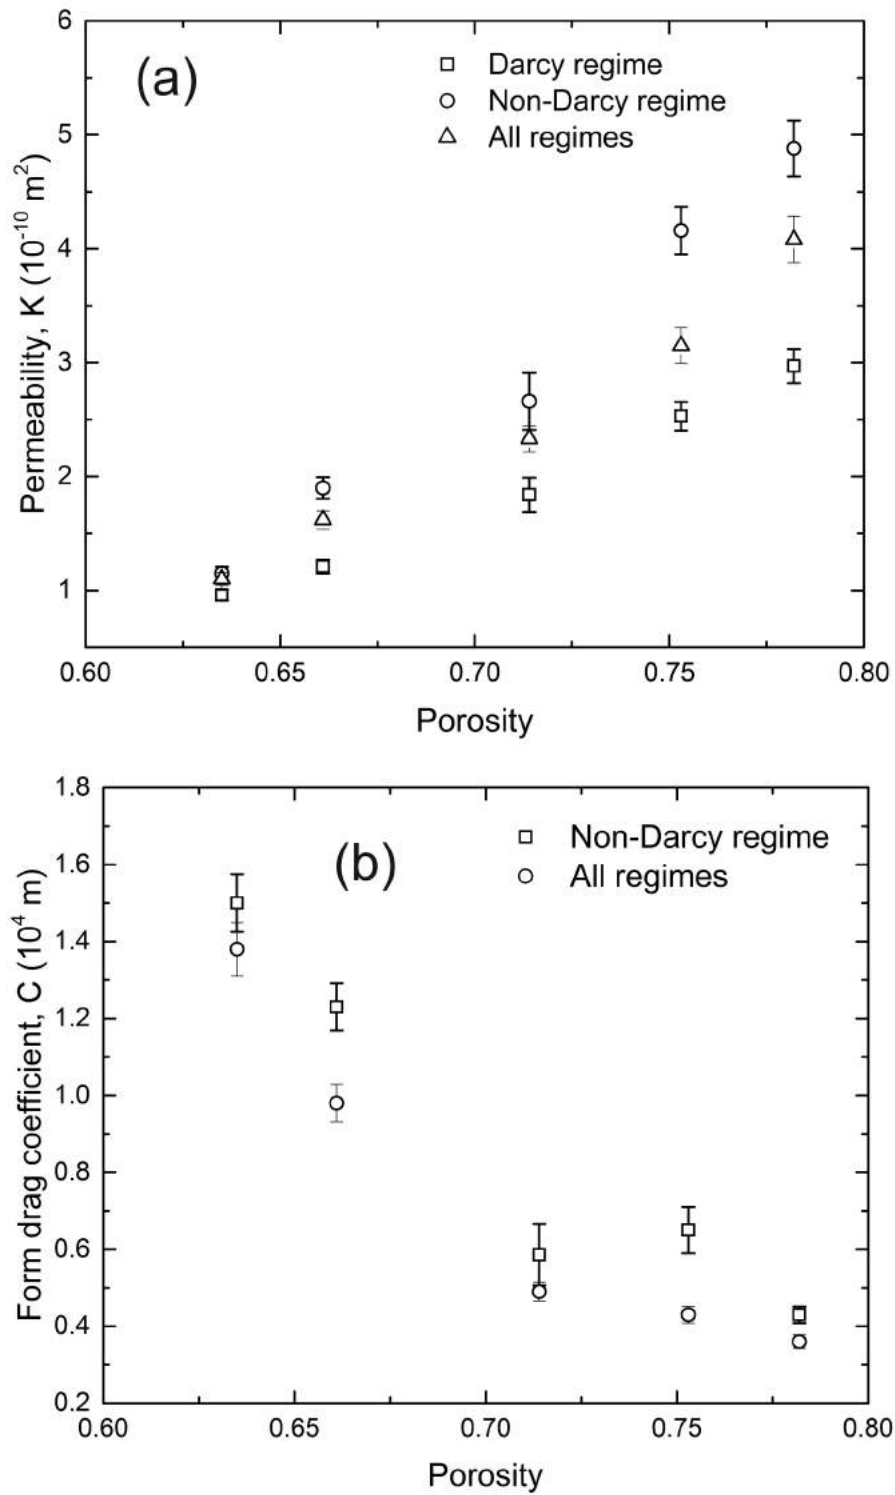 6
(a)
Darcy regime
Non-Darcy regime
All regimes
5
4
3
2
1
Permeability, K (10⁻¹⁰ m²)
0.60 0.65 0.70 0.75 0.80
Porosity
1.8
(b)
Non-Darcy regime
All regimes
1.6
1.4
1.2
1.0
0.8
0.6
0.4
0.2
Form drag coefficient, C (10⁴ m)
0.60 0.65 0.70 0.75 0.80
Porosity